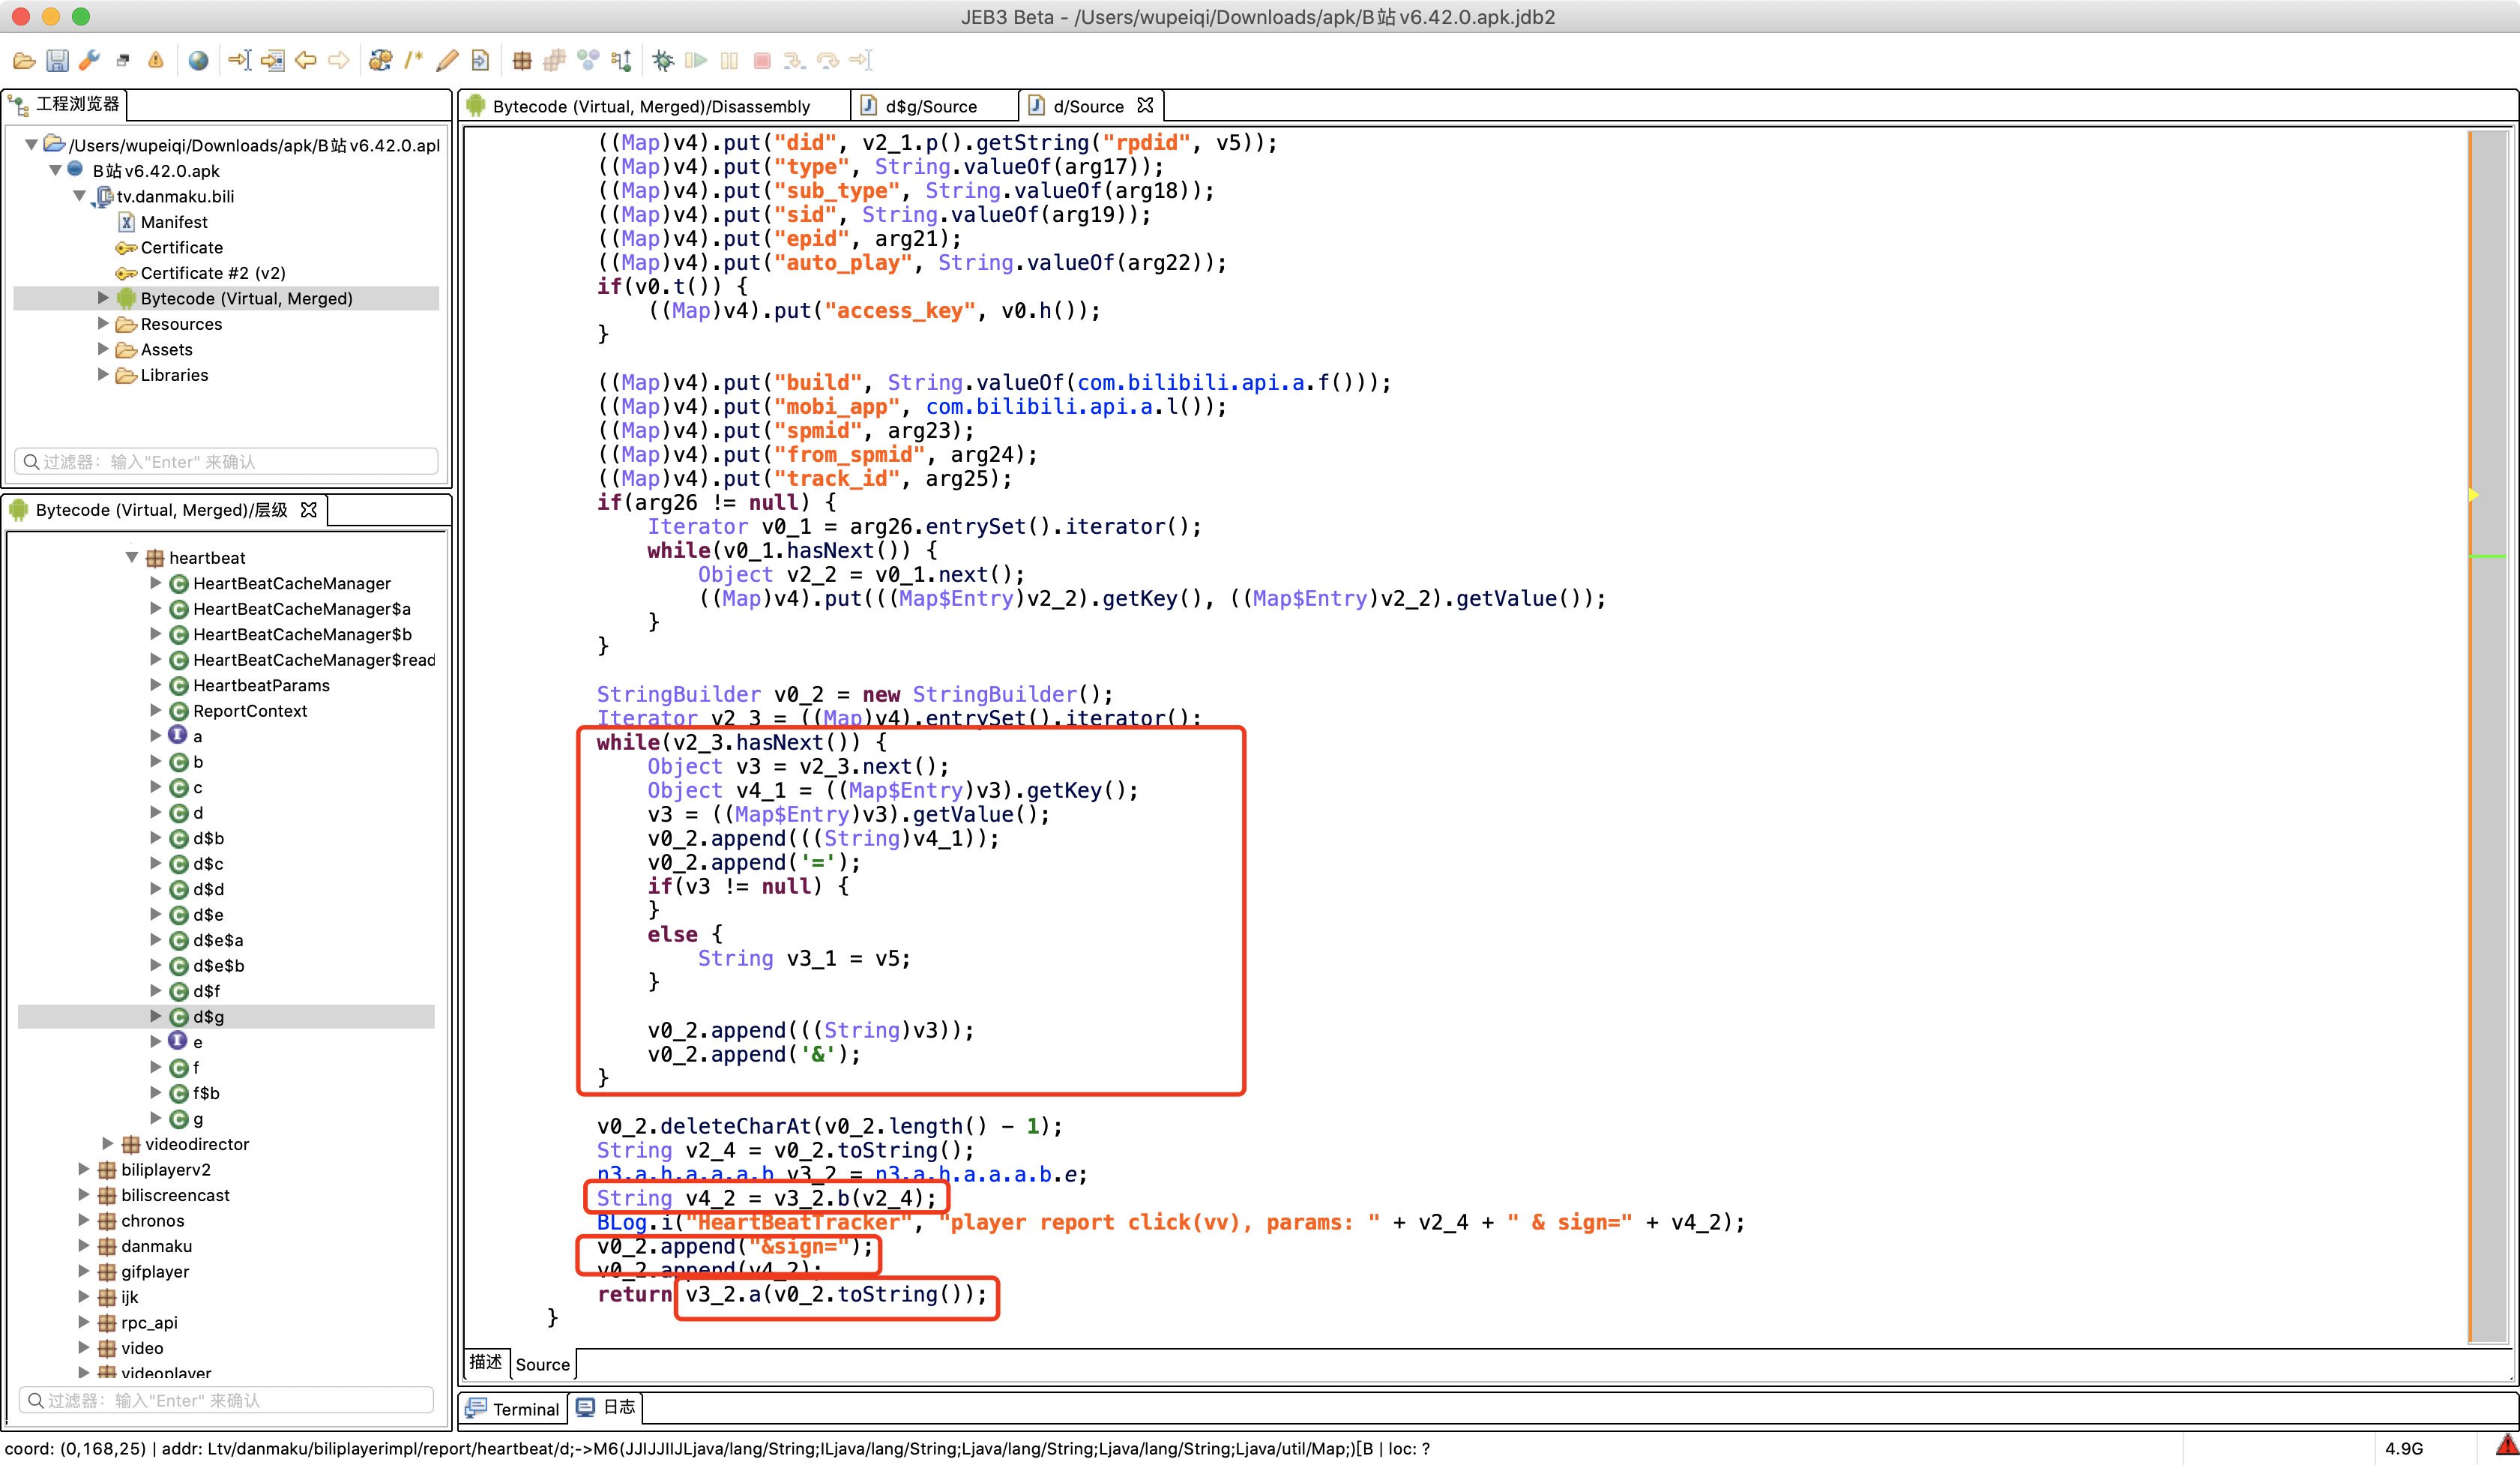 JEB3 Beta - /Users/wupeiqi/Downloads/apk/B站v6.42.0.apk.jdb2
工程浏览器
/Users/wupeiqi/Downloads/apk/B站v6.42.0.apl
B站v6.42.0.apk
tv.danmaku.bili
Manifest
Certificate
Certificate #2 (v2)
Bytecode (Virtual, Merged)
Resources
Assets
Libraries
过滤器：输入"Enter" 来确认
Bytecode (Virtual, Merged)/层级
heartbeat
HeartBeatCacheManager
HeartBeatCacheManager$a
HeartBeatCacheManager$b
HeartBeatCacheManager$read
HeartbeatParams
ReportContext
a
b
c
d
d$b
d$c
d$d
d$e
d$e$a
d$e$b
d$f
d$g
e
f
f$b
g
videodirector
biliplayerv2
biliscreencast
chronos
danmaku
gifplayer
ijk
rpc_api
video
videoplayer
过滤器：输入"Enter" 来确认
Bytecode (Virtual, Merged)/Disassembly
d$g/Source
d/Source
((Map)v4).put("did", v2_1.p().getString("rpdid", v5));
((Map)v4).put("type", String.valueOf(arg17));
((Map)v4).put("sub_type", String.valueOf(arg18));
((Map)v4).put("sid", String.valueOf(arg19));
((Map)v4).put("epid", arg21);
((Map)v4).put("auto_play", String.valueOf(arg22));
if(v0.t()) {
((Map)v4).put("access_key", v0.h());
}
((Map)v4).put("build", String.valueOf(com.bilibili.api.a.f()));
((Map)v4).put("mobi_app", com.bilibili.api.a.l());
((Map)v4).put("spmid", arg23);
((Map)v4).put("from_spmid", arg24);
((Map)v4).put("track_id", arg25);
if(arg26 != null) {
Iterator v0_1 = arg26.entrySet().iterator();
while(v0_1.hasNext()) {
Object v2_2 = v0_1.next();
((Map)v4).put(((Map$Entry)v2_2).getKey(), ((Map$Entry)v2_2).getValue());
}
}
StringBuilder v0_2 = new StringBuilder();
Iterator v2_3 = ((Map)v4).entrySet().iterator();
while(v2_3.hasNext()) {
Object v3 = v2_3.next();
Object v4_1 = ((Map$Entry)v3).getKey();
v3 = ((Map$Entry)v3).getValue();
v0_2.append(((String)v4_1));
v0_2.append('=');
if(v3 != null) {
}
else {
String v3_1 = v5;
}
v0_2.append(((String)v3));
v0_2.append('&');
}
v0_2.deleteCharAt(v0_2.length() - 1);
String v2_4 = v0_2.toString();
n3.a.h.a.a.a.b v3_2 = n3.a.h.a.a.a.b.e;
String v4_2 = v3_2.b(v2_4);
BLog.i("HeartBeatTracker", "player report click(vv), params: " + v2_4 + " & sign=" + v4_2);
v0_2.append("&sign=");
v0_2.append(v4_2);
return v3_2.a(v0_2.toString());
}
描述
Source
Terminal
日志
coord: (0,168,25) | addr: Ltv/danmaku/biliplayerimpl/report/heartbeat/d;->M6(JJIJJIIJLjava/lang/String;ILjava/lang/String;Ljava/lang/String;Ljava/lang/String;Ljava/util/Map;)[B | loc: ?
4.9G